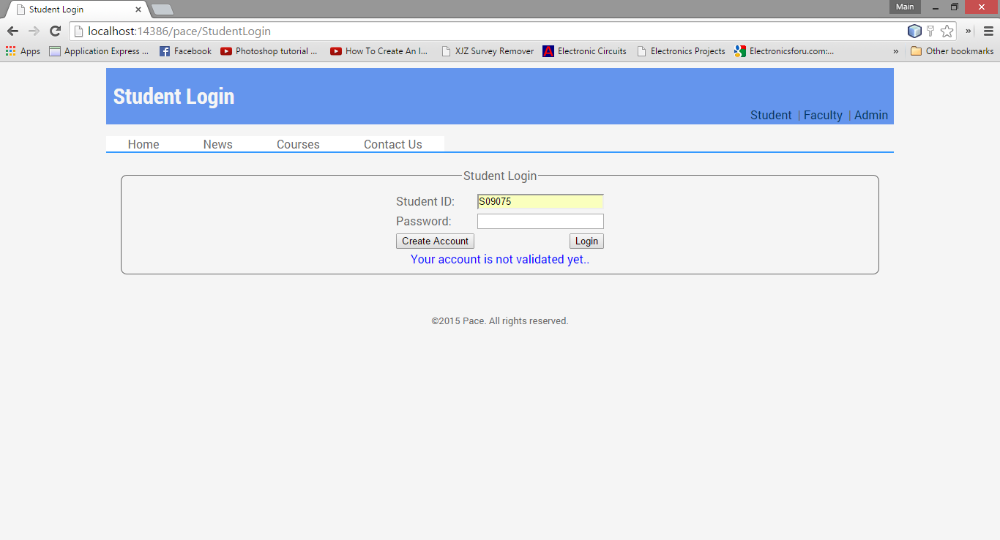 Student Login
Main
localhost:14386/pace/StudentLogin
Apps Application Express ... Facebook Photoshop tutorial ... How To Create An I... XJZ Survey Remover Electronic Circuits Electronics Projects Electronicsforu.com:... » Other bookmarks
Student Login
Student | Faculty | Admin
Home News Courses Contact Us
Student Login
Student ID: S09075
Password:
Create Account Login
Your account is not validated yet..
©2015 Pace. All rights reserved.